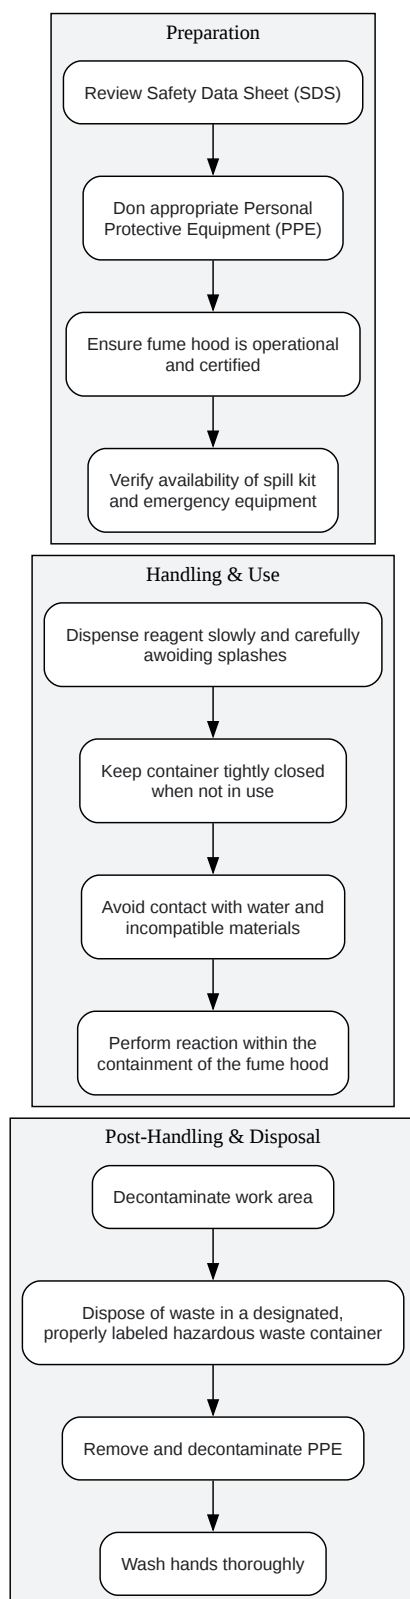 Preparation
Review Safety Data Sheet (SDS)
Don appropriate Personal
Protective Equipment (PPE)
Ensure fume hood is operational
and certified
Verify availability of spill kit
and emergency equipment
Handling & Use
Dispense reagent slowly and carefully
awoiding splashes
Keep container tightly closed
when not in use
Avoid contact with water and
incompatible materials
Perform reaction within the
containment of the fume hood
Post-Handling & Disposal
Decontaminate work area
Dispose of waste in a designated,
properly labeled hazardous waste container
Remove and decontaminate PPE
Wash hands thoroughly